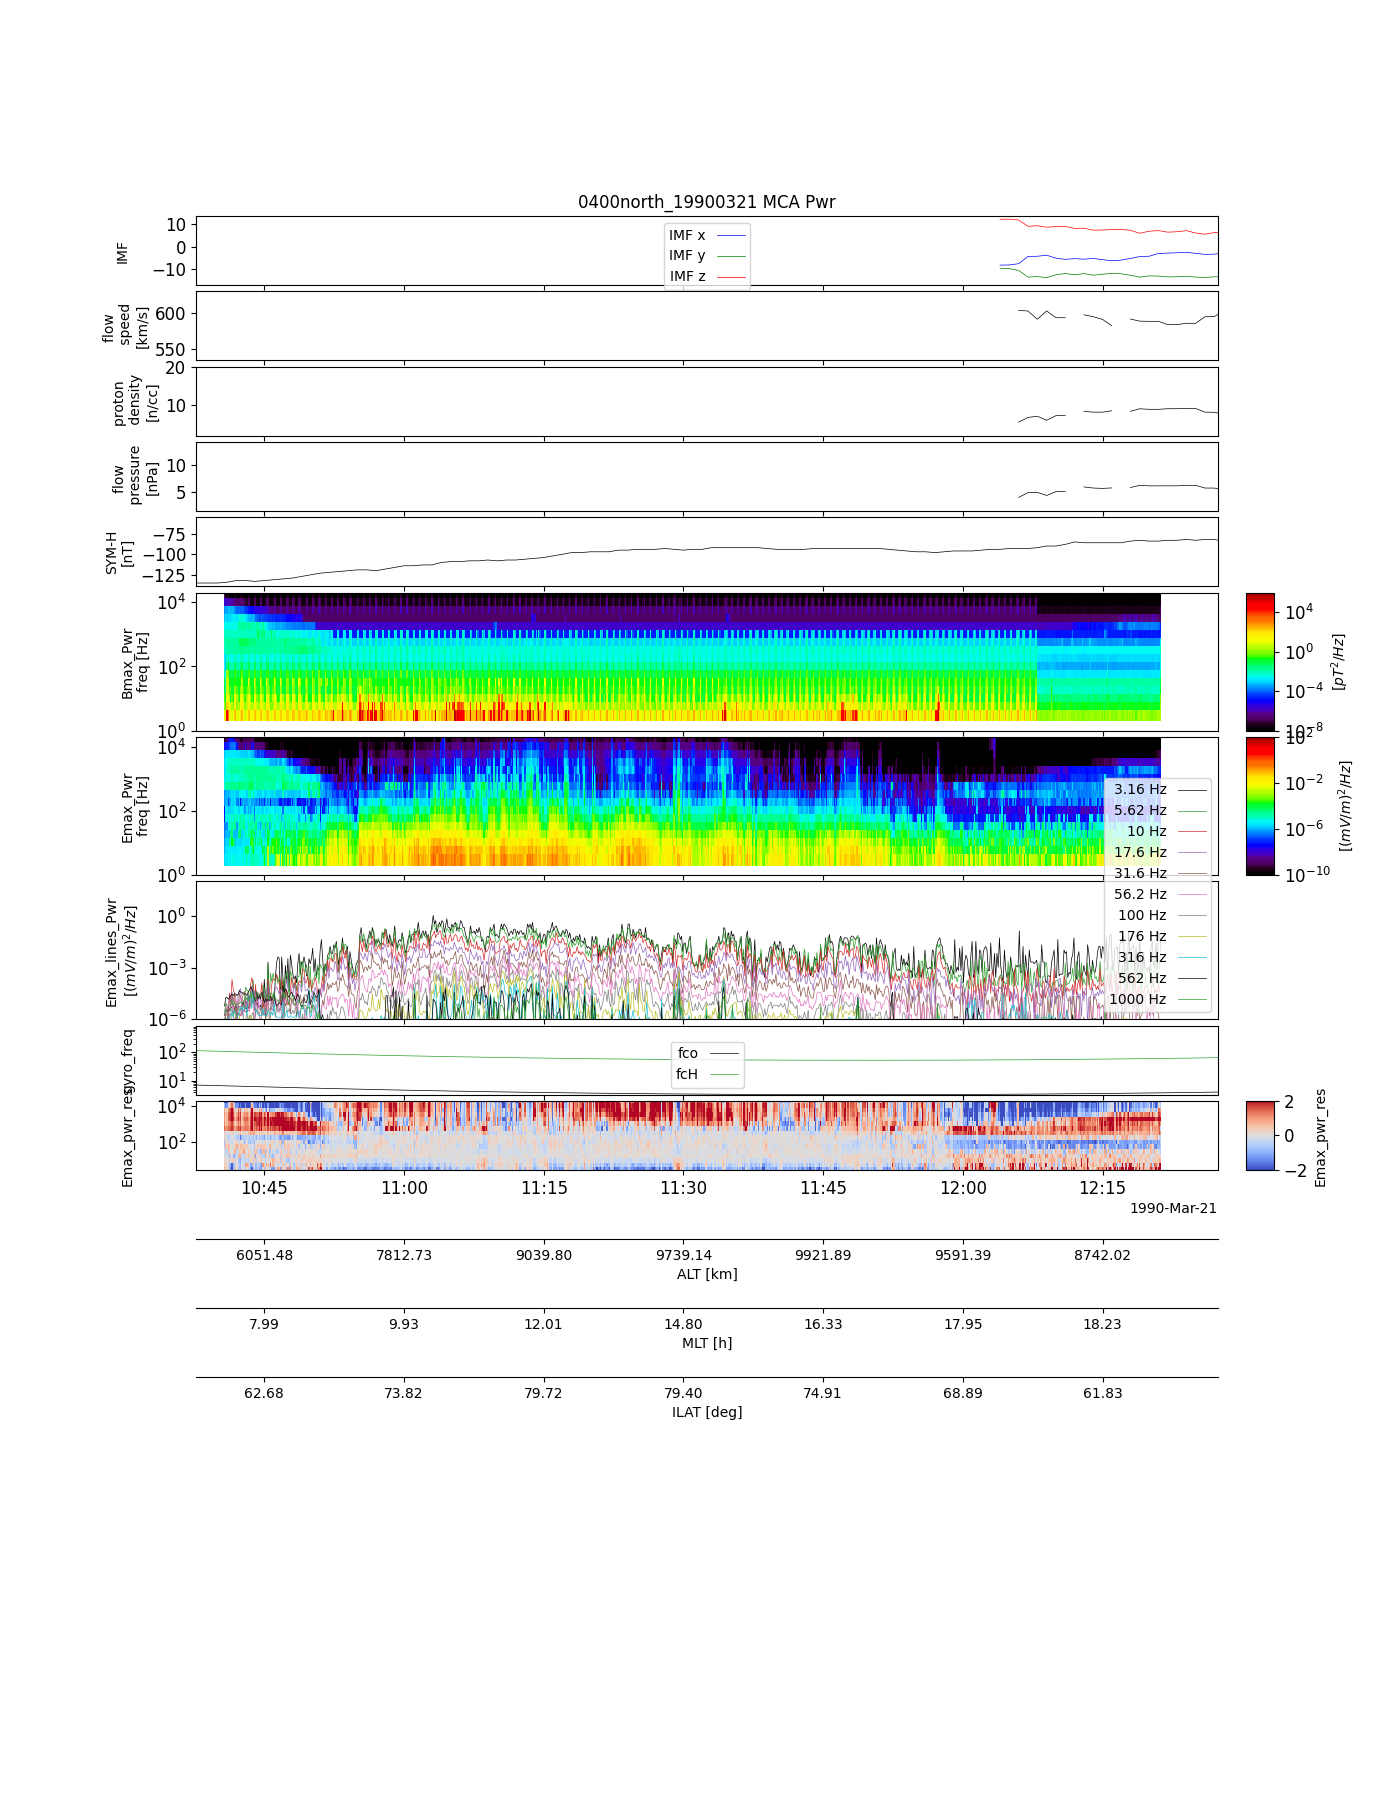 0400north_19900321 MCA Pwr
10
0
−10
IMF
IMF x
IMF y
IMF z
600
550
flow
speed
[km/s]
20
10
proton
density
[n/cc]
10
5
flow
pressure
[nPa]
−75
−100
−125
SYM-H
[nT]
10^4
10^2
10^0
Bmax_Pwr
freq [Hz]
10^4
10^0
10^−4
10^−8
[pT^2/Hz]
10^4
10^2
10^0
Emax_Pwr
freq [Hz]
10^2
10^−2
10^−6
10^−10
[(mV/m)^2/Hz]
3.16 Hz
5.62 Hz
10 Hz
17.6 Hz
31.6 Hz
56.2 Hz
100 Hz
176 Hz
316 Hz
562 Hz
1000 Hz
10^0
10^−3
10^−6
Emax_lines_Pwr
[(mV/m)^2/Hz]
10^2
10^1
gyro_freq
fco
fcH
10^4
10^2
Emax_pwr_res
2
0
−2
Emax_pwr_res
10:45 11:00 11:15 11:30 11:45 12:00 12:15
1990-Mar-21
6051.48 7812.73 9039.80 9739.14 9921.89 9591.39 8742.02
ALT [km]
7.99 9.93 12.01 14.80 16.33 17.95 18.23
MLT [h]
62.68 73.82 79.72 79.40 74.91 68.89 61.83
ILAT [deg]